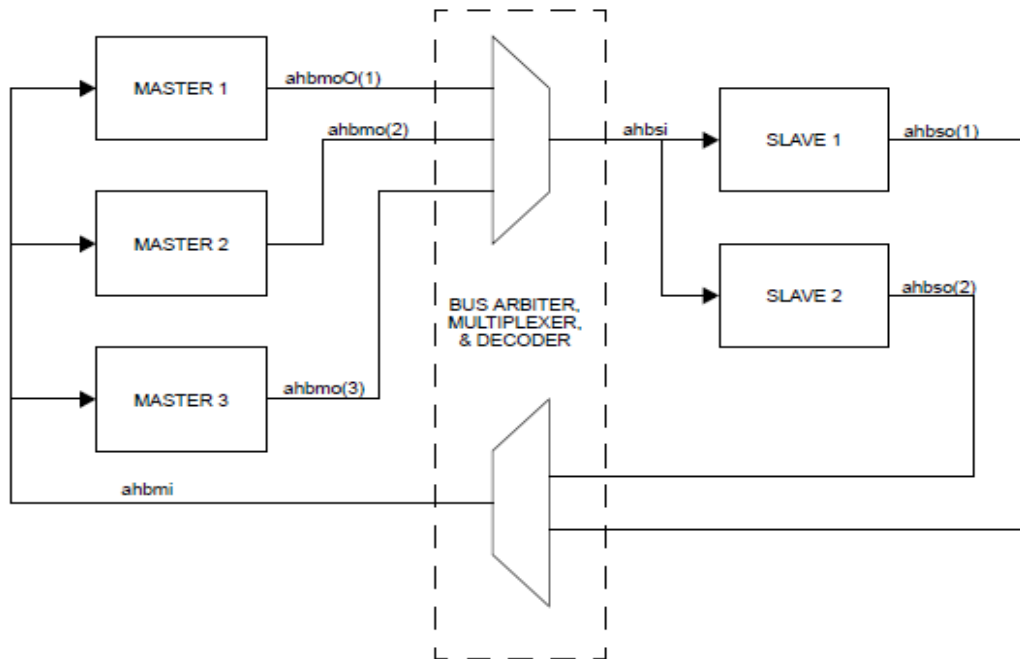 MASTER 1
ahbmoO(1)
ahbmo(2)
ahbsi
SLAVE 1
ahbso(1)
MASTER 2
BUS ARBITER,
MULTIPLEXER,
& DECODER
SLAVE 2
ahbso(2)
MASTER 3
ahbmo(3)
ahbmi